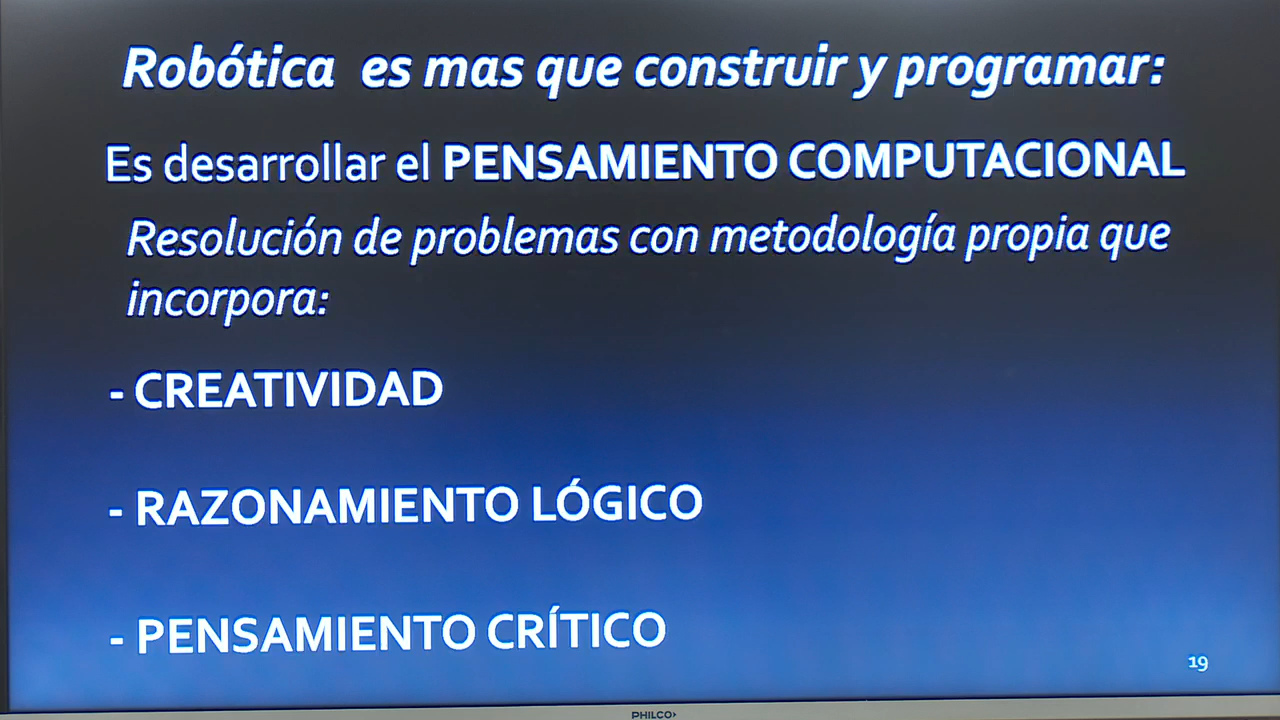 Robótica es mas que construir y programar:
Es desarrollar el PENSAMIENTO COMPUTACIONAL
Resolución de problemas con metodología propia que
incorpora:
- CREATIVIDAD
- RAZONAMIENTO LÓGICO
- PENSAMIENTO CRÍTICO
19
PHILCO